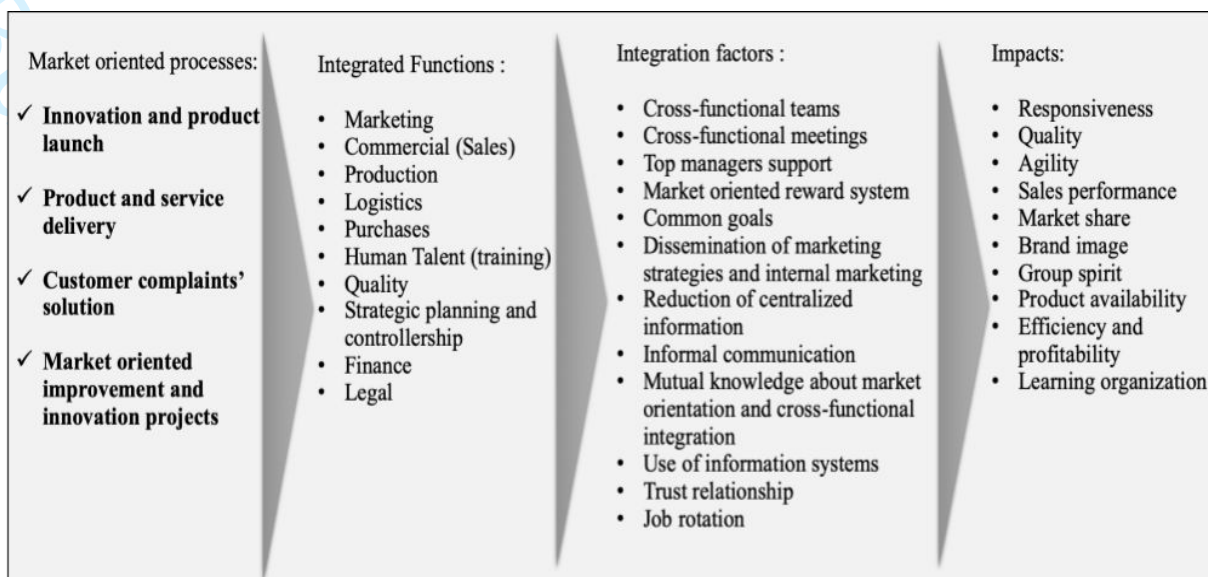 Market oriented processes:
✓ Innovation and product
launch
✓ Product and service
delivery
✓ Customer complaints’
solution
✓ Market oriented
improvement and
innovation projects
Integrated Functions :
• Marketing
• Commercial (Sales)
• Production
• Logistics
• Purchases
• Human Talent (training)
• Quality
• Strategic planning and
controllership
• Finance
• Legal
Integration factors :
• Cross-functional teams
• Cross-functional meetings
• Top managers support
• Market oriented reward system
• Common goals
• Dissemination of marketing
strategies and internal marketing
• Reduction of centralized
information
• Informal communication
• Mutual knowledge about market
orientation and cross-functional
integration
• Use of information systems
• Trust relationship
• Job rotation
Impacts:
• Responsiveness
• Quality
• Agility
• Sales performance
• Market share
• Brand image
• Group spirit
• Product availability
• Efficiency and
profitability
• Learning organization